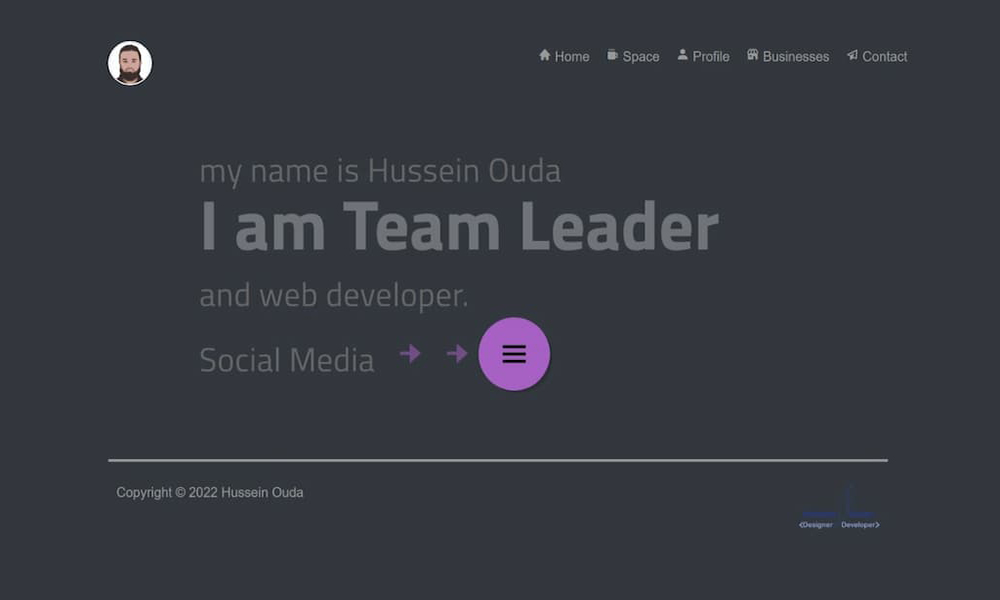 Home Space Profile Businesses Contact
my name is Hussein Ouda
I am Team Leader
and web developer.
Social Media
Copyright © 2022 Hussein Ouda
<Designer Developer>